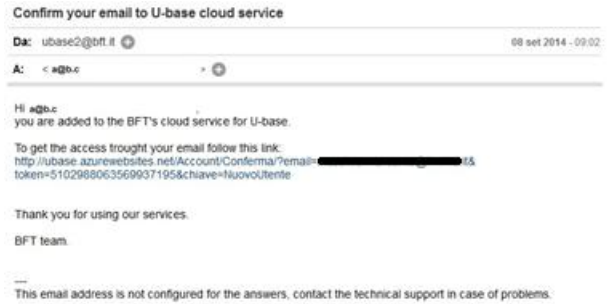 Confirm your email to U-base cloud service
Da: ubase2@bft.it
08 set 2014 - 09:02
A: < a@b.c >
Hi a@b.c
you are added to the BFT's cloud service for U-base.
To get the access trought your email follow this link:
http://ubase.azurewebsites.net/Account/Conferma/?email=
token=5102988063569937195&chiave=NuovoUtente
Thank you for using our services.
BFT team.
---
This email address is not configured for the answers, contact the technical support in case of problems.